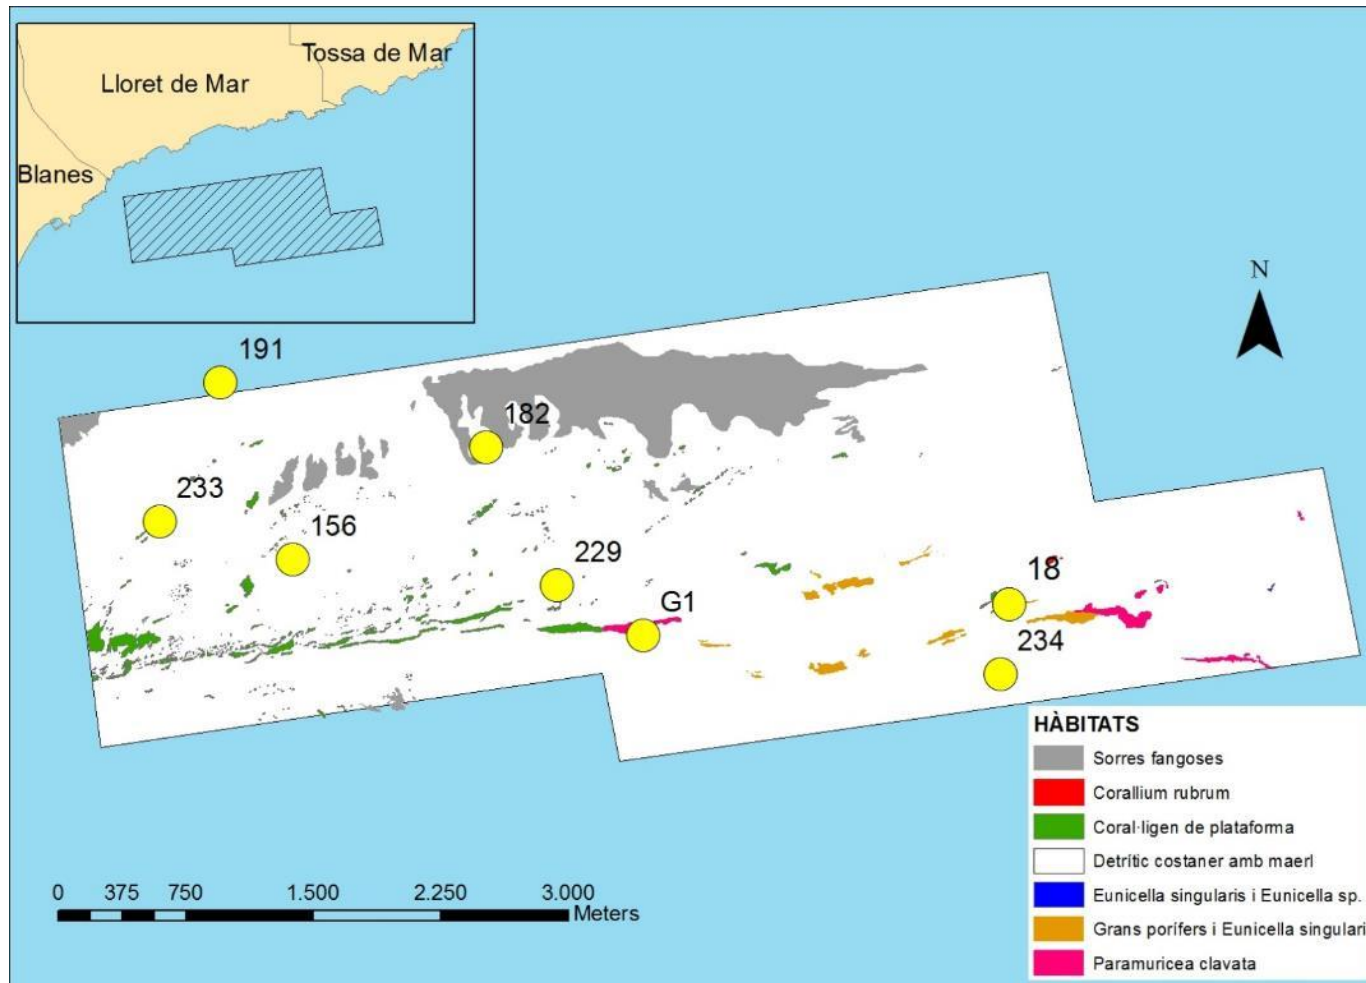 Tossa de Mar
Lloret de Mar
Blanes
N
191
182
233
156
229
G1
18
234
0 375 750 1.500 2.250 3.000
Meters
HÀBITATS
Sorres fangoses
Corallium rubrum
Coral·ligen de plataforma
Detrític costaner amb maerl
Eunicella singularis i Eunicella sp.
Grans porífers i Eunicella singulari
Paramuricea clavata